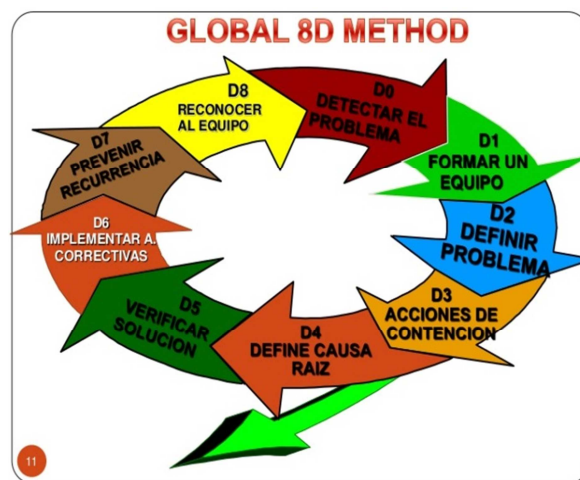 GLOBAL 8D METHOD
D0
DETECTAR EL
PROBLEMA
D1
FORMAR UN
EQUIPO
D2
DEFINIR
PROBLEMA
D3
ACCIONES DE
CONTENCION
D4
DEFINE CAUSA
RAIZ
D5
VERIFICAR
SOLUCION
D6
IMPLEMENTAR A.
CORRECTIVAS
D7
PREVENIR
RECURRENCIA
D8
RECONOCER
AL EQUIPO
11